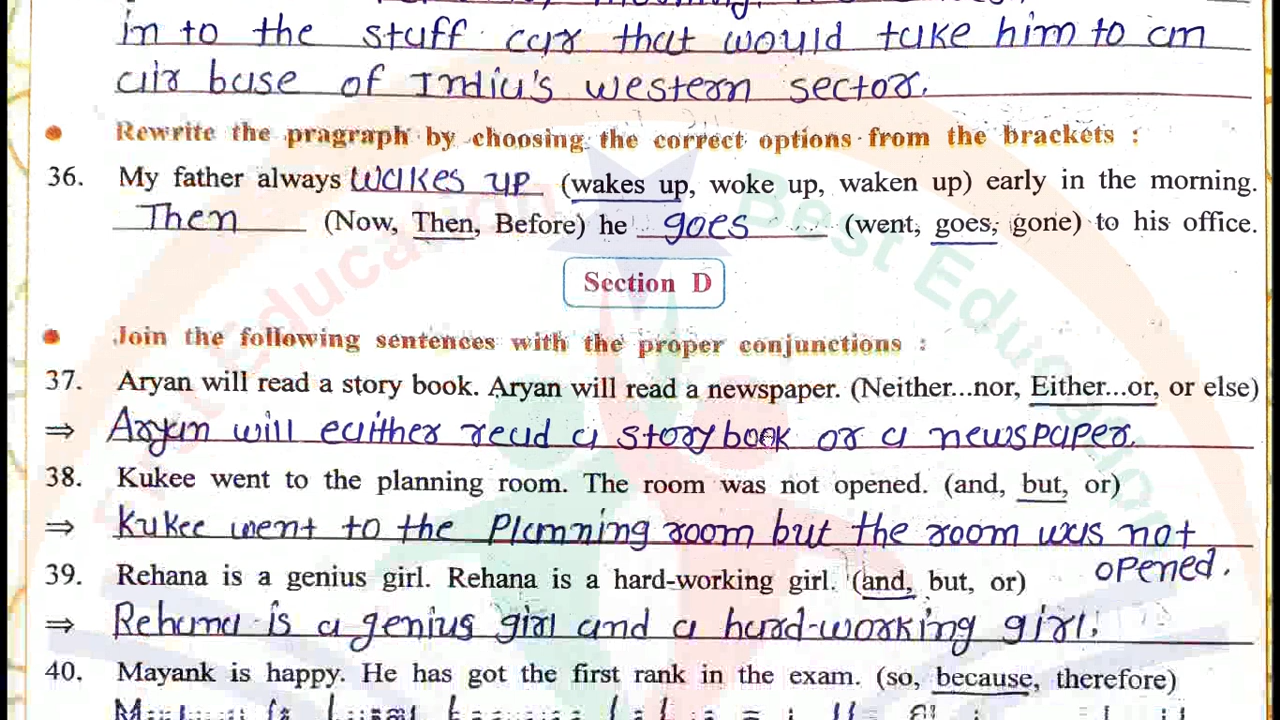 in to the staff car that would take him to an
air base of India's western sector.
Rewrite the pragraph by choosing the correct options from the brackets :
36. My father always wakes up (wakes up, woke up, waken up) early in the morning.
Then (Now, Then, Before) he goes (went, goes, gone) to his office.
Section D
Join the following sentences with the proper conjunctions :
37. Aryan will read a story book. Aryan will read a newspaper. (Neither...nor, Either...or, or else)
⇒ Aryan will eaither read a story book or a newspaper.
38. Kukee went to the planning room. The room was not opened. (and, but, or)
⇒ Kukee went to the Planning room but the room was not
opened.
39. Rehana is a genius girl. Rehana is a hard-working girl. (and, but, or)
⇒ Rehana is a genius girl and a hard-working girl.
40. Mayank is happy. He has got the first rank in the exam. (so, because, therefore)
Best Education
Best Education